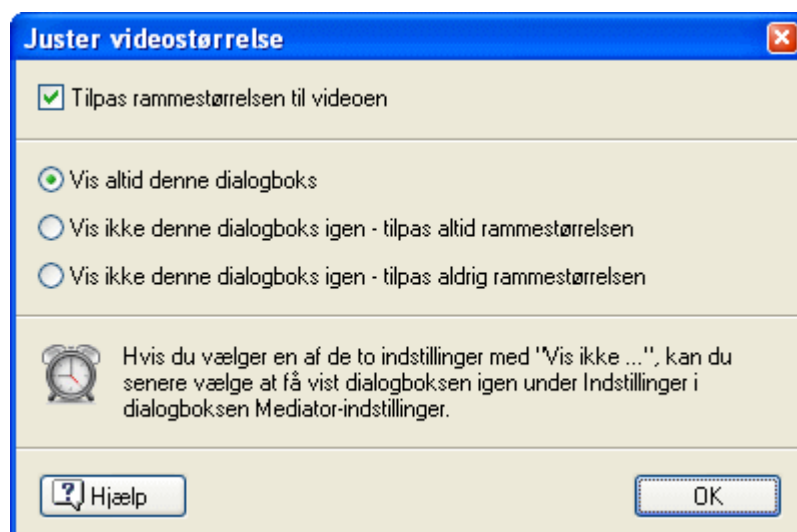 Juster videostørrelse
Tilpas rammestørrelsen til videoen
Vis altid denne dialogboks
Vis ikke denne dialogboks igen - tilpas altid rammestørrelsen
Vis ikke denne dialogboks igen - tilpas aldrig rammestørrelsen
Hvis du vælger en af de to indstillinger med "Vis ikke ...", kan du
senere vælge at få vist dialogboksen igen under Indstillinger i
dialogboksen Mediator-indstillinger.
Hjælp
OK